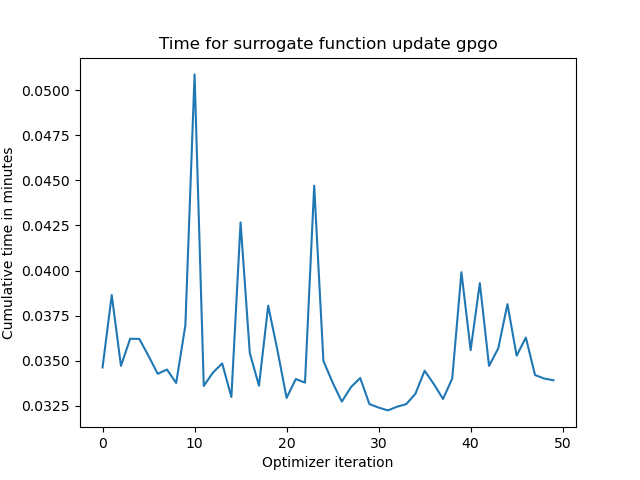 Time for surrogate function update gpgo
Cumulative time in minutes
0.0500
0.0475
0.0450
0.0425
0.0400
0.0375
0.0350
0.0325
0 10 20 30 40 50
Optimizer iteration